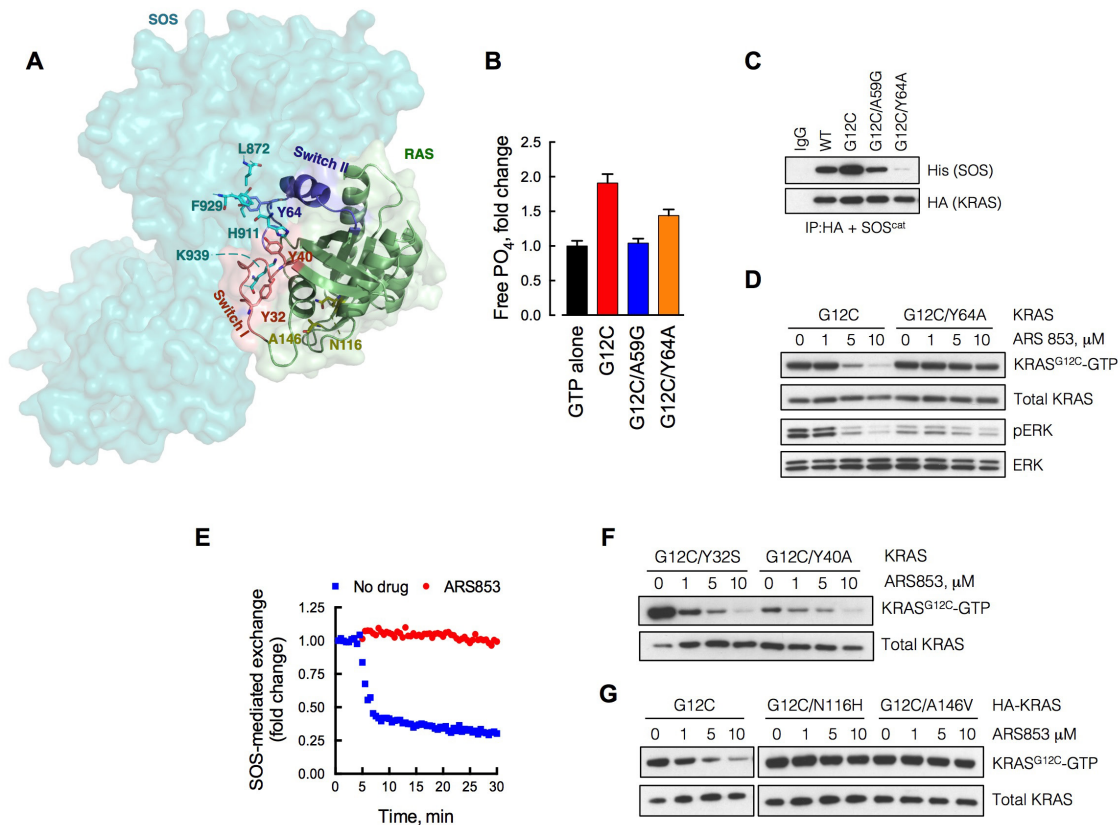 A
SOS
L872
Switch II
RAS
F929
Y64
H911
K939
Y40
Switch I
Y32
A146
N116
B
Free PO4, fold change
2.5
2.0
1.5
1.0
0.5
0
GTP alone
G12C
G12C/A59G
G12C/Y64A
C
IgG
WT
G12C
G12C/A59G
G12C/Y64A
His (SOS)
HA (KRAS)
IP:HA + SOScat
D
G12C G12C/Y64A KRAS
0 1 5 10 0 1 5 10 ARS 853, μM
KRASG12C-GTP
Total KRAS
pERK
ERK
E
No drug ARS853
SOS-mediated exchange
(fold change)
1.25
1.00
0.75
0.50
0.25
0.00
0 5 10 15 20 25 30
Time, min
F
G12C/Y32S G12C/Y40A KRAS
0 1 5 10 0 1 5 10 ARS853, μM
KRASG12C-GTP
Total KRAS
G
G12C G12C/N116H G12C/A146V HA-KRAS
0 1 5 10 0 1 5 10 0 1 5 10 ARS853 μM
KRASG12C-GTP
Total KRAS